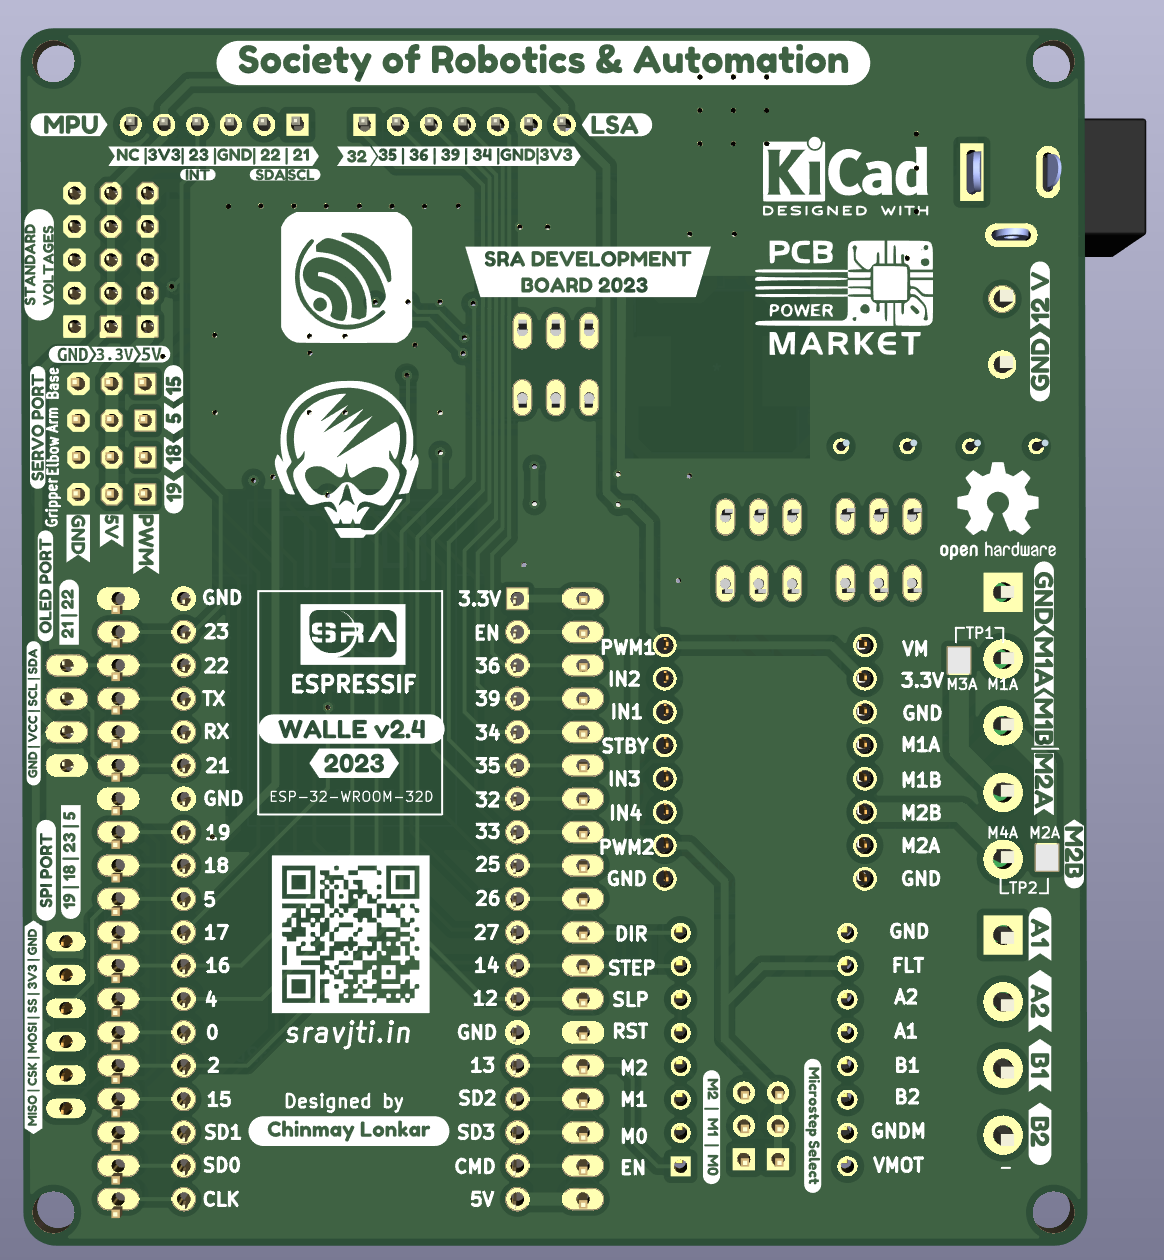 Society of Robotics & Automation
MPU
LSA
NC |3V3| 23 |GND| 22 | 21
32 |35 | 36 | 39 | 34 |GND|3V3
INT
SDA|SCL
KiCad
DESIGNED WITH
STANDARD
VOLTAGES
SRA DEVELOPMENT
BOARD 2023
PCB
POWER
MARKET
GND>12 V
GND>3.3V>5V
SERVO PORT
Gripper Elbow Arm Base
15
5
18
19
GND
5V
PWM
open hardware
OLED PORT
21 | 22
GND | VCC | SCL | SDA
GND
23
22
TX
RX
21
GND
19
18
5
17
16
4
0
2
15
SD1
SD0
CLK
SRA
ESPRESSIF
WALLE v2.4
2023
ESP-32-WROOM-32D
sravjti.in
Designed by
Chinmay Lonkar
3.3V
EN
36
39
34
35
32
33
25
26
27
14
12
GND
13
SD2
SD3
CMD
5V
SPI PORT
19 | 18 | 23 | 5
MISO | CSK | MOSI | SS | 3V3 | GND
PWM1
IN2
IN1
STBY
IN3
IN4
PWM2
GND
VM
3.3V
GND
M1A
M1B
M2B
M2A
GND
TP1
M3A M1A
GND<M1A<M1B
M2A
M2B
M4A M2A
TP2
DIR
STEP
SLP
RST
M2
M1
M0
EN
M2 | M1 | M0
Microstep Select
GND
FLT
A2
A1
B1
B2
GNDM
VMOT
A1
A2
B1
B2